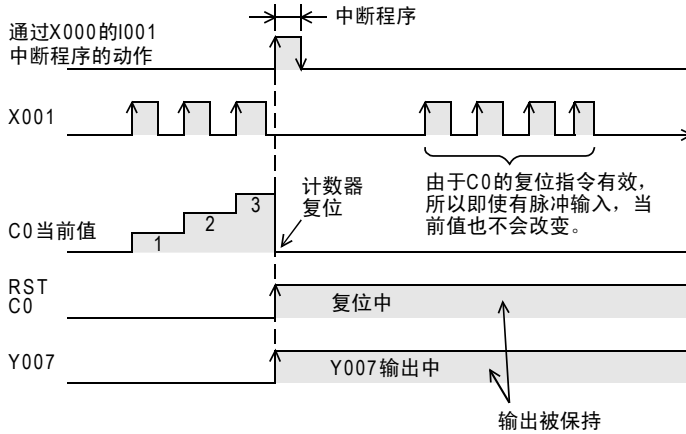 中断程序
通过X000的I001
中断程序的动作
X001
计数器
复位
由于C0的复位指令有效，
所以即使有脉冲输入，当
前值也不会改变。
C0当前值
1
2
3
RST
C0
复位中
Y007
Y007输出中
输出被保持